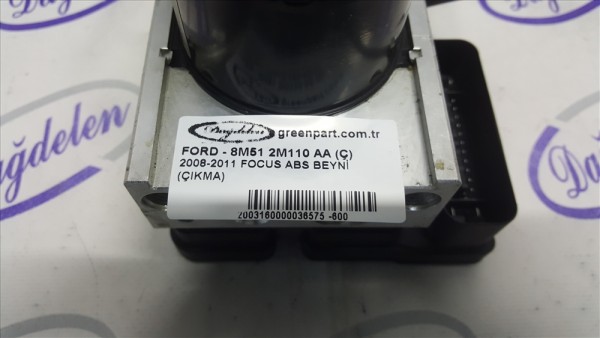 Dağdelen
Dağdelen
Dağdelen greenpart.com.tr
FORD - 8M51 2M110 AA (Ç)
2008-2011 FOCUS ABS BEYNİ
(ÇIKMA)
2003160000036575 -600